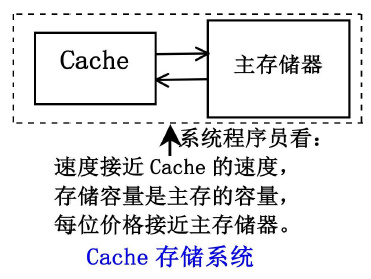 Cache
主存储器
系统程序员看：
速度接近 Cache 的速度，
存储容量是主存的容量，
每位价格接近主存储器。
Cache 存储系统